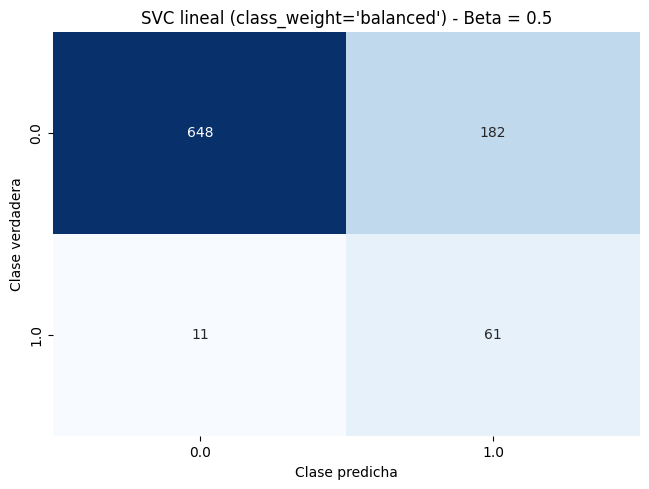 SVC lineal (class_weight='balanced') - Beta = 0.5
Clase verdadera
0.0
648
182
1.0
11
61
0.0
1.0
Clase predicha